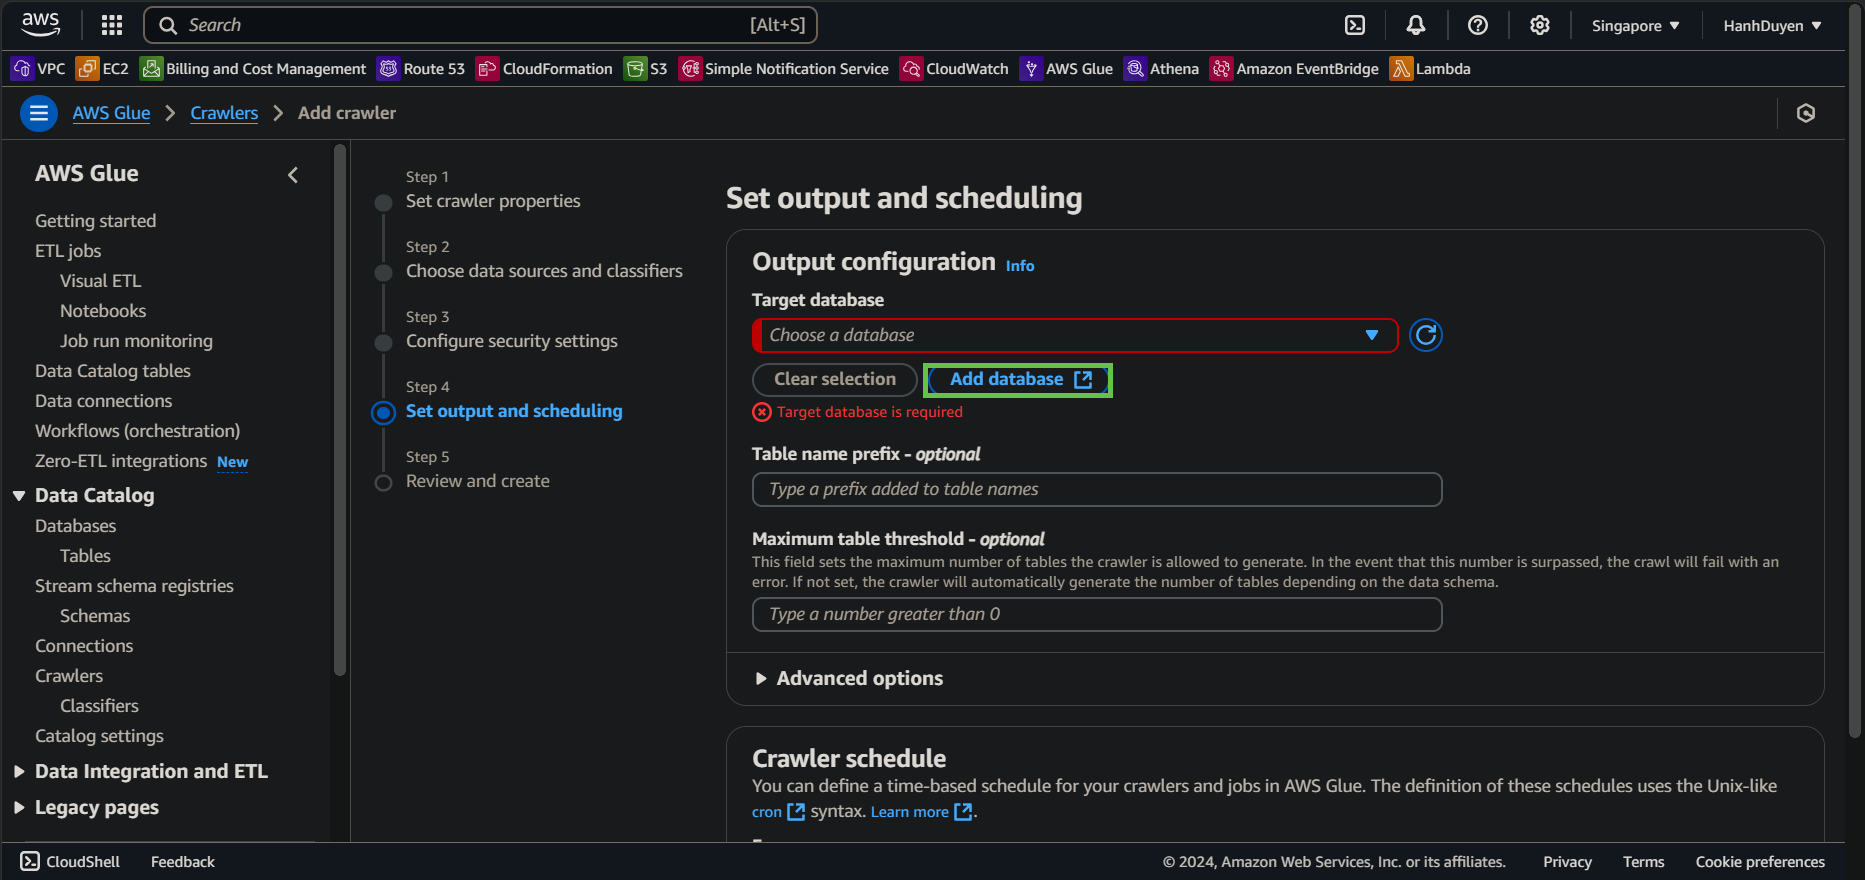 aws
Search [Alt+S] Singapore HanhDuyen
VPC EC2 Billing and Cost Management Route 53 CloudFormation S3 Simple Notification Service CloudWatch AWS Glue Athena Amazon EventBridge Lambda
AWS Glue Crawlers Add crawler
AWS Glue
Getting started
ETL jobs
Visual ETL
Notebooks
Job run monitoring
Data Catalog tables
Data connections
Workflows (orchestration)
Zero-ETL integrations New
Data Catalog
Databases
Tables
Stream schema registries
Schemas
Connections
Crawlers
Classifiers
Catalog settings
Data Integration and ETL
Legacy pages
Step 1
Set crawler properties
Step 2
Choose data sources and classifiers
Step 3
Configure security settings
Step 4
Set output and scheduling
Step 5
Review and create
Set output and scheduling
Output configuration Info
Target database
Choose a database
Clear selection Add database
Target database is required
Table name prefix - optional
Type a prefix added to table names
Maximum table threshold - optional
This field sets the maximum number of tables the crawler is allowed to generate. In the event that this number is surpassed, the crawl will fail with an
error. If not set, the crawler will automatically generate the number of tables depending on the data schema.
Type a number greater than 0
Advanced options
Crawler schedule
You can define a time-based schedule for your crawlers and jobs in AWS Glue. The definition of these schedules uses the Unix-like
cron syntax. Learn more.
CloudShell Feedback © 2024, Amazon Web Services, Inc. or its affiliates. Privacy Terms Cookie preferences